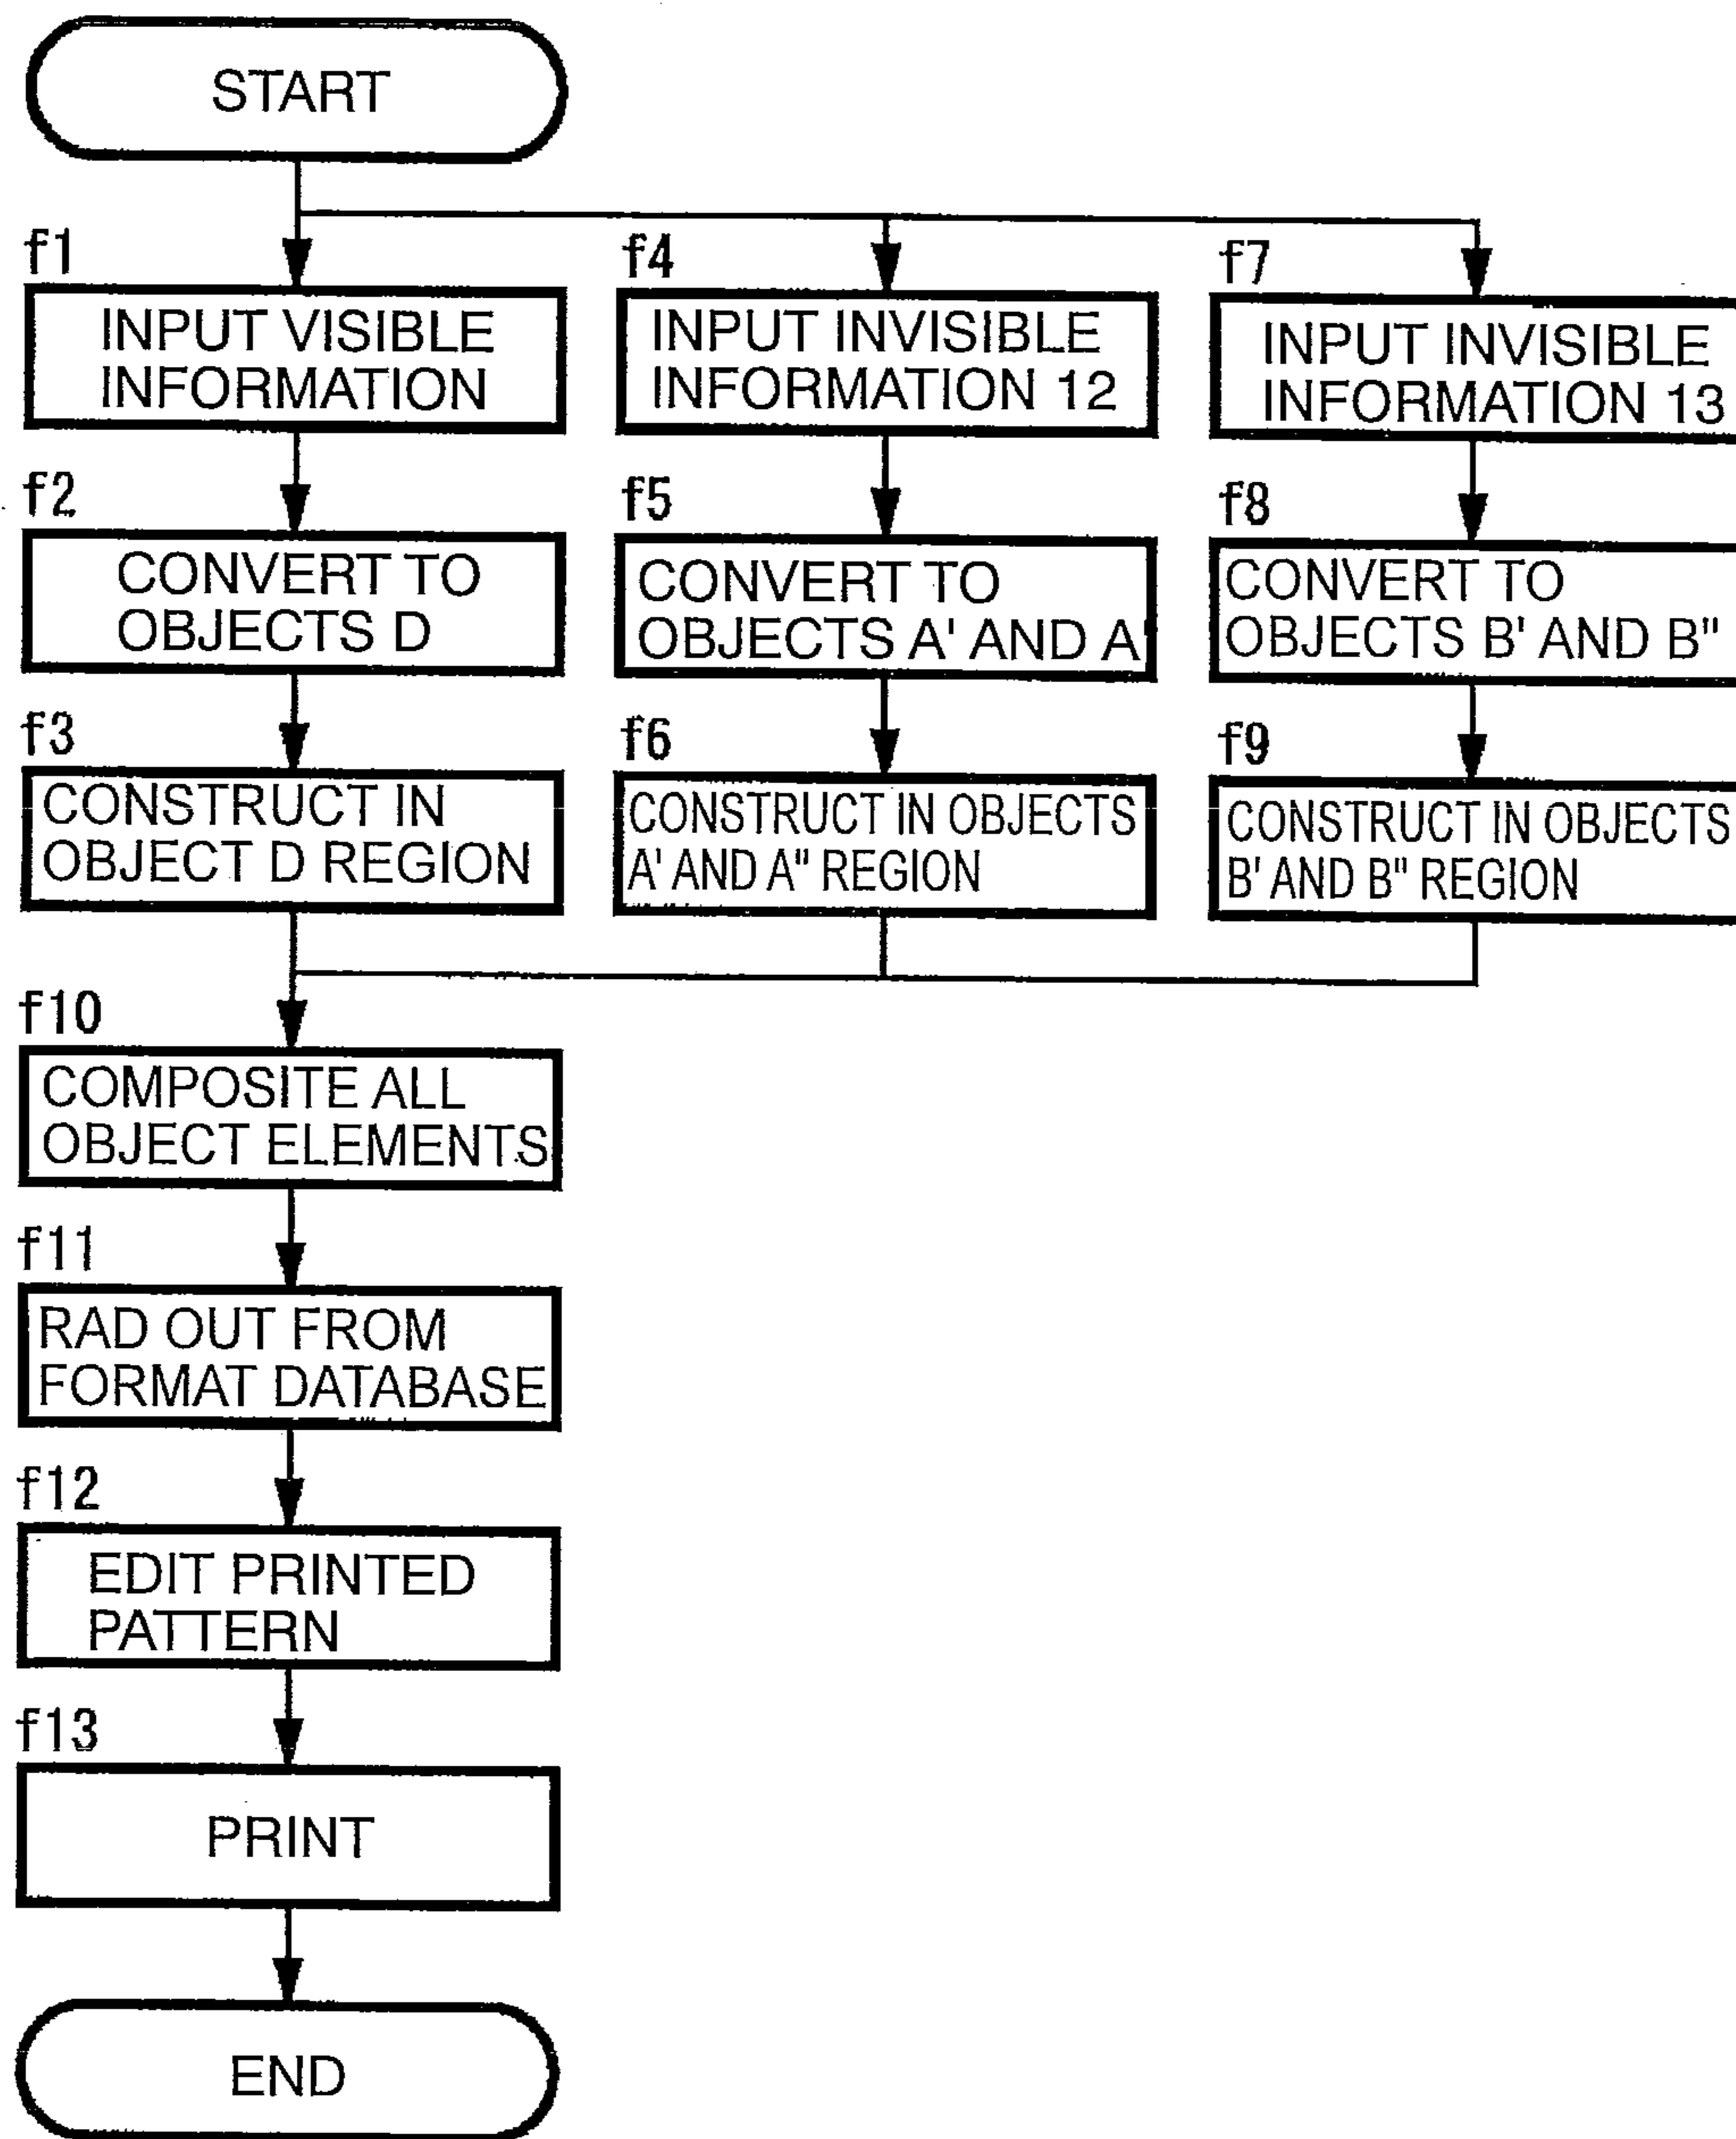 START
f1
INPUT VISIBLE
INFORMATION
f4
INPUT INVISIBLE
INFORMATION 12
f7
INPUT INVISIBLE
INFORMATION 13
f2
CONVERT TO
OBJECTS D
f5
CONVERT TO
OBJECTS A' AND A
f8
CONVERT TO
OBJECTS B' AND B"
f3
CONSTRUCT IN
OBJECT D REGION
f6
CONSTRUCT IN OBJECTS
A' AND A" REGION
f9
CONSTRUCT IN OBJECTS
B' AND B" REGION
f10
COMPOSITE ALL
OBJECT ELEMENTS
f11
RAD OUT FROM
FORMAT DATABASE
f12
EDIT PRINTED
PATTERN
f13
PRINT
END